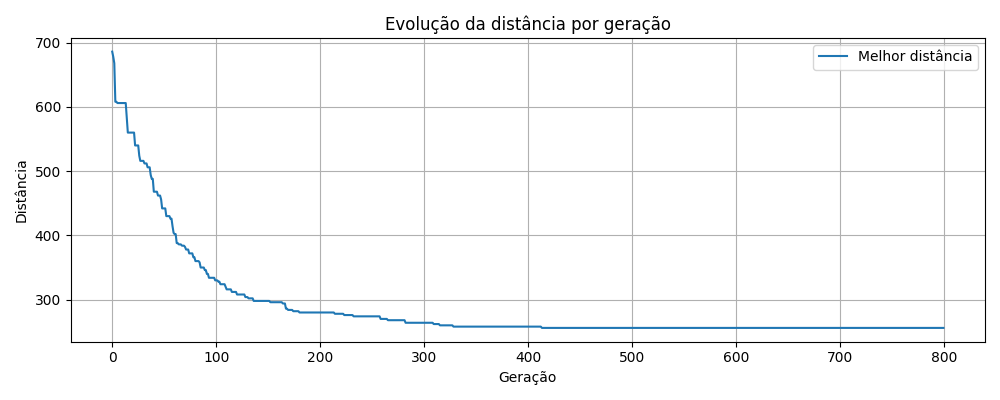 Evolução da distância por geração
Melhor distância
Distância
700
600
500
400
300
0 100 200 300 400 500 600 700 800
Geração